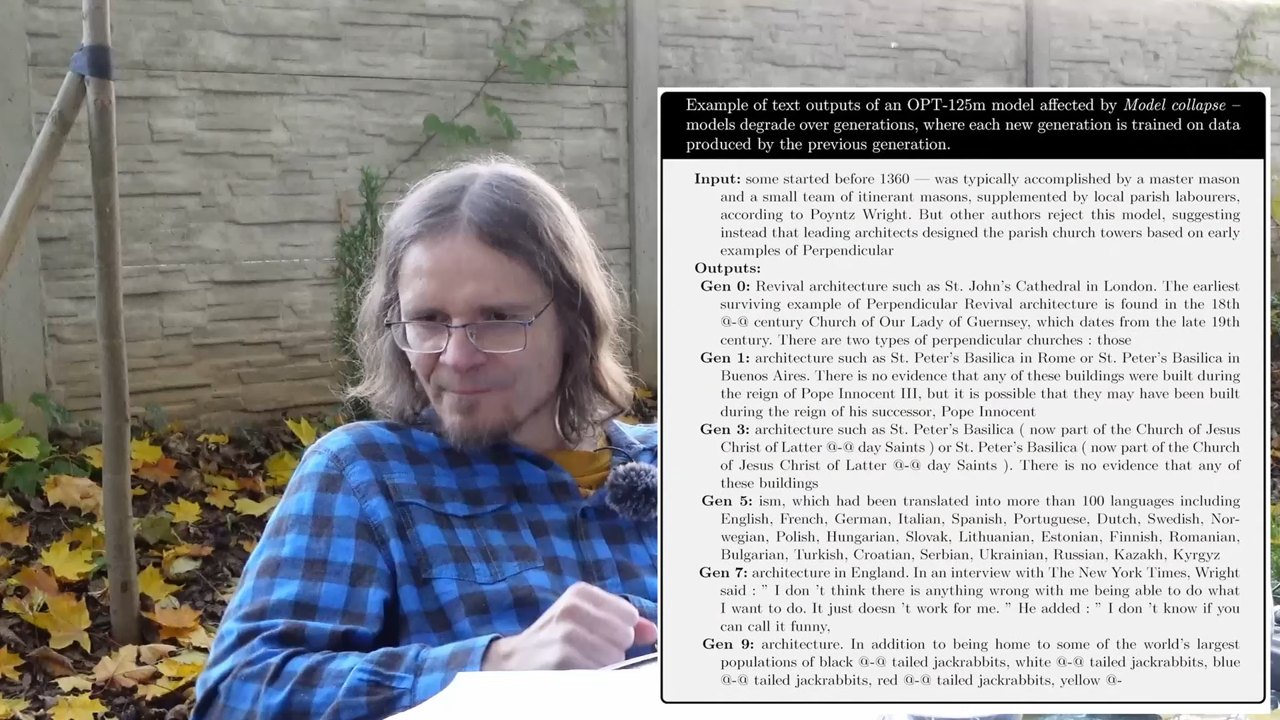 Example of text outputs of an OPT-125m model affected by Model collapse –
models degrade over generations, where each new generation is trained on data
produced by the previous generation.
Input: some started before 1360 — was typically accomplished by a master mason
and a small team of itinerant masons, supplemented by local parish labourers,
according to Poyntz Wright. But other authors reject this model, suggesting
instead that leading architects designed the parish church towers based on early
examples of Perpendicular
Outputs:
Gen 0: Revival architecture such as St. John's Cathedral in London. The earliest
surviving example of Perpendicular Revival architecture is found in the 18th
@-@ century Church of Our Lady of Guernsey, which dates from the late 19th
century. There are two types of perpendicular churches : those
Gen 1: architecture such as St. Peter's Basilica in Rome or St. Peter's Basilica in
Buenos Aires. There is no evidence that any of these buildings were built during
the reign of Pope Innocent III, but it is possible that they may have been built
during the reign of his successor, Pope Innocent
Gen 3: architecture such as St. Peter's Basilica ( now part of the Church of Jesus
Christ of Latter @-@ day Saints ) or St. Peter's Basilica ( now part of the Church
of Jesus Christ of Latter @-@ day Saints ). There is no evidence that any of
these buildings
Gen 5: ism, which had been translated into more than 100 languages including
English, French, German, Italian, Spanish, Portuguese, Dutch, Swedish, Nor-
wegian, Polish, Hungarian, Slovak, Lithuanian, Estonian, Finnish, Romanian,
Bulgarian, Turkish, Croatian, Serbian, Ukrainian, Russian, Kazakh, Kyrgyz
Gen 7: architecture in England. In an interview with The New York Times, Wright
said : " I don 't think there is anything wrong with me being able to do what
I want to do. It just doesn 't work for me. " He added : " I don 't know if you
can call it funny,
Gen 9: architecture. In addition to being home to some of the world's largest
populations of black @-@ tailed jackrabbits, white @-@ tailed jackrabbits, blue
@-@ tailed jackrabbits, red @-@ tailed jackrabbits, yellow @-